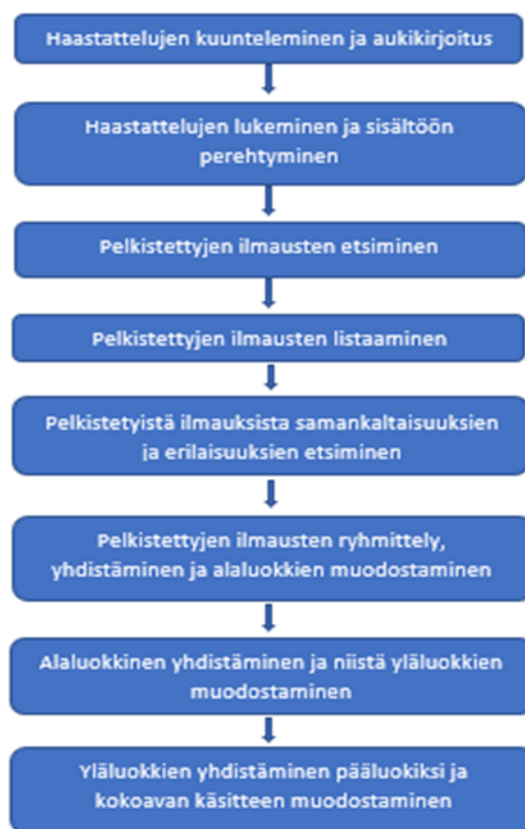 Haastattelujen kuunteleminen ja aukikirjoitus
Haastattelujen lukeminen ja sisältöön
perehtyminen
Pelkistettyjen ilmausten etsiminen
Pelkistettyjen ilmausten listaaminen
Pelkistetyistä ilmauksista samankaltaisuuksien
ja erilaisuuksien etsiminen
Pelkistettyjen ilmausten ryhmittely,
yhdistäminen ja alaluokkien muodostaminen
Alaluokkinen yhdistäminen ja niistä yläluokkien
muodostaminen
Yläluokkien yhdistäminen pääluokiksi ja
kokoavan käsitteen muodostaminen